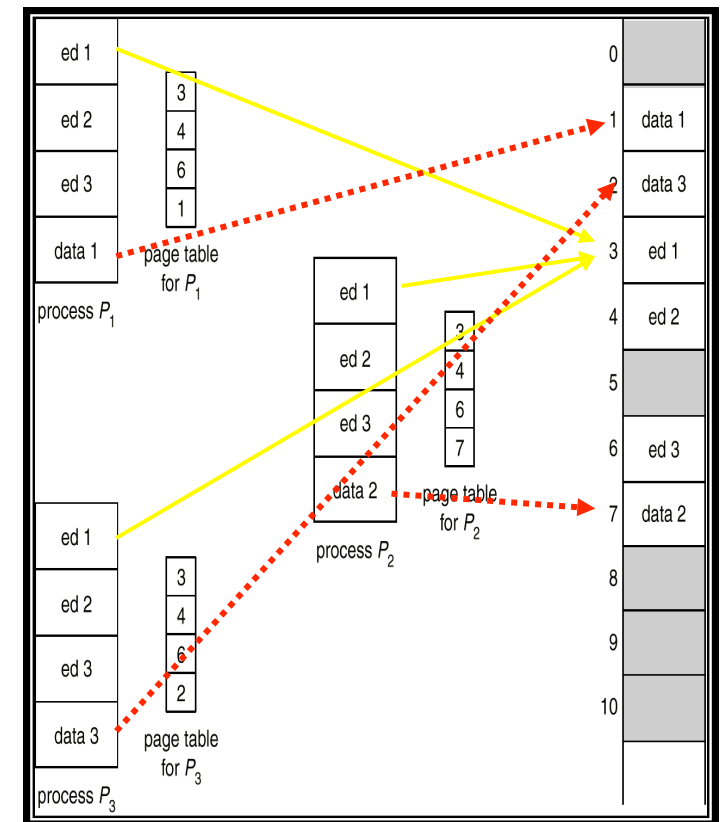 ed 1
ed 2
ed 3
data 1
process P1
3
4
6
1
page table
for P1
ed 1
ed 2
ed 3
data 2
process P2
3
4
6
7
page table
for P2
ed 1
ed 2
ed 3
data 3
process P3
3
4
6
2
page table
for P3
0
1 data 1
2 data 3
3 ed 1
4 ed 2
5
6 ed 3
7 data 2
8
9
10